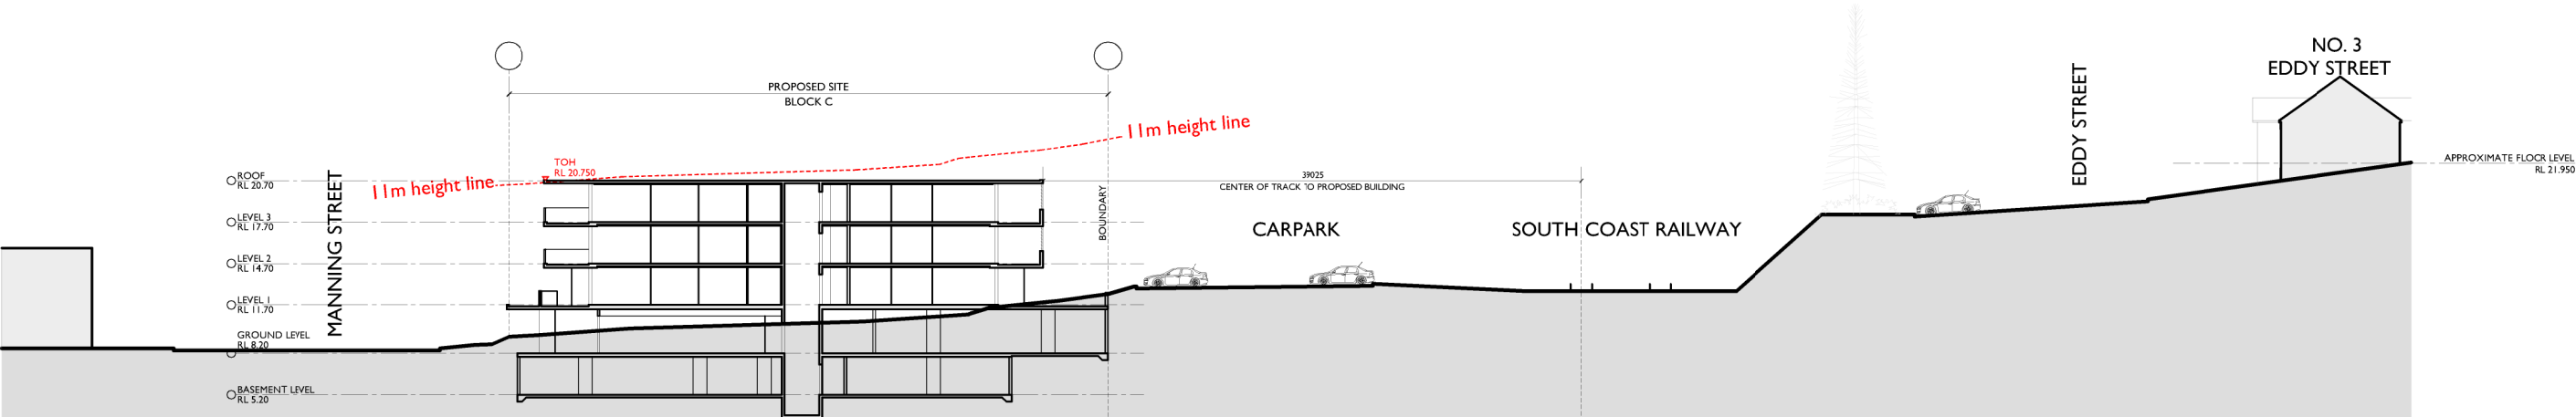 NO. 3
EDDY STREET
EDDY STREET
PROPOSED SITE
BLOCK C
11m height line
TOH
RL 20.750
11m height line
ROOF
RL 20.70
LEVEL 3
RL 17.70
LEVEL 2
RL 14.70
LEVEL 1
RL 11.70
GROUND LEVEL
RL 8.20
BASEMENT LEVEL
RL 5.20
MANNING STREET
BOUNDARY
39025
CENTER OF TRACK TO PROPOSED BUILDING
CARPARK
SOUTH COAST RAILWAY
APPROXIMATE FLOOR LEVEL
RL 21.950